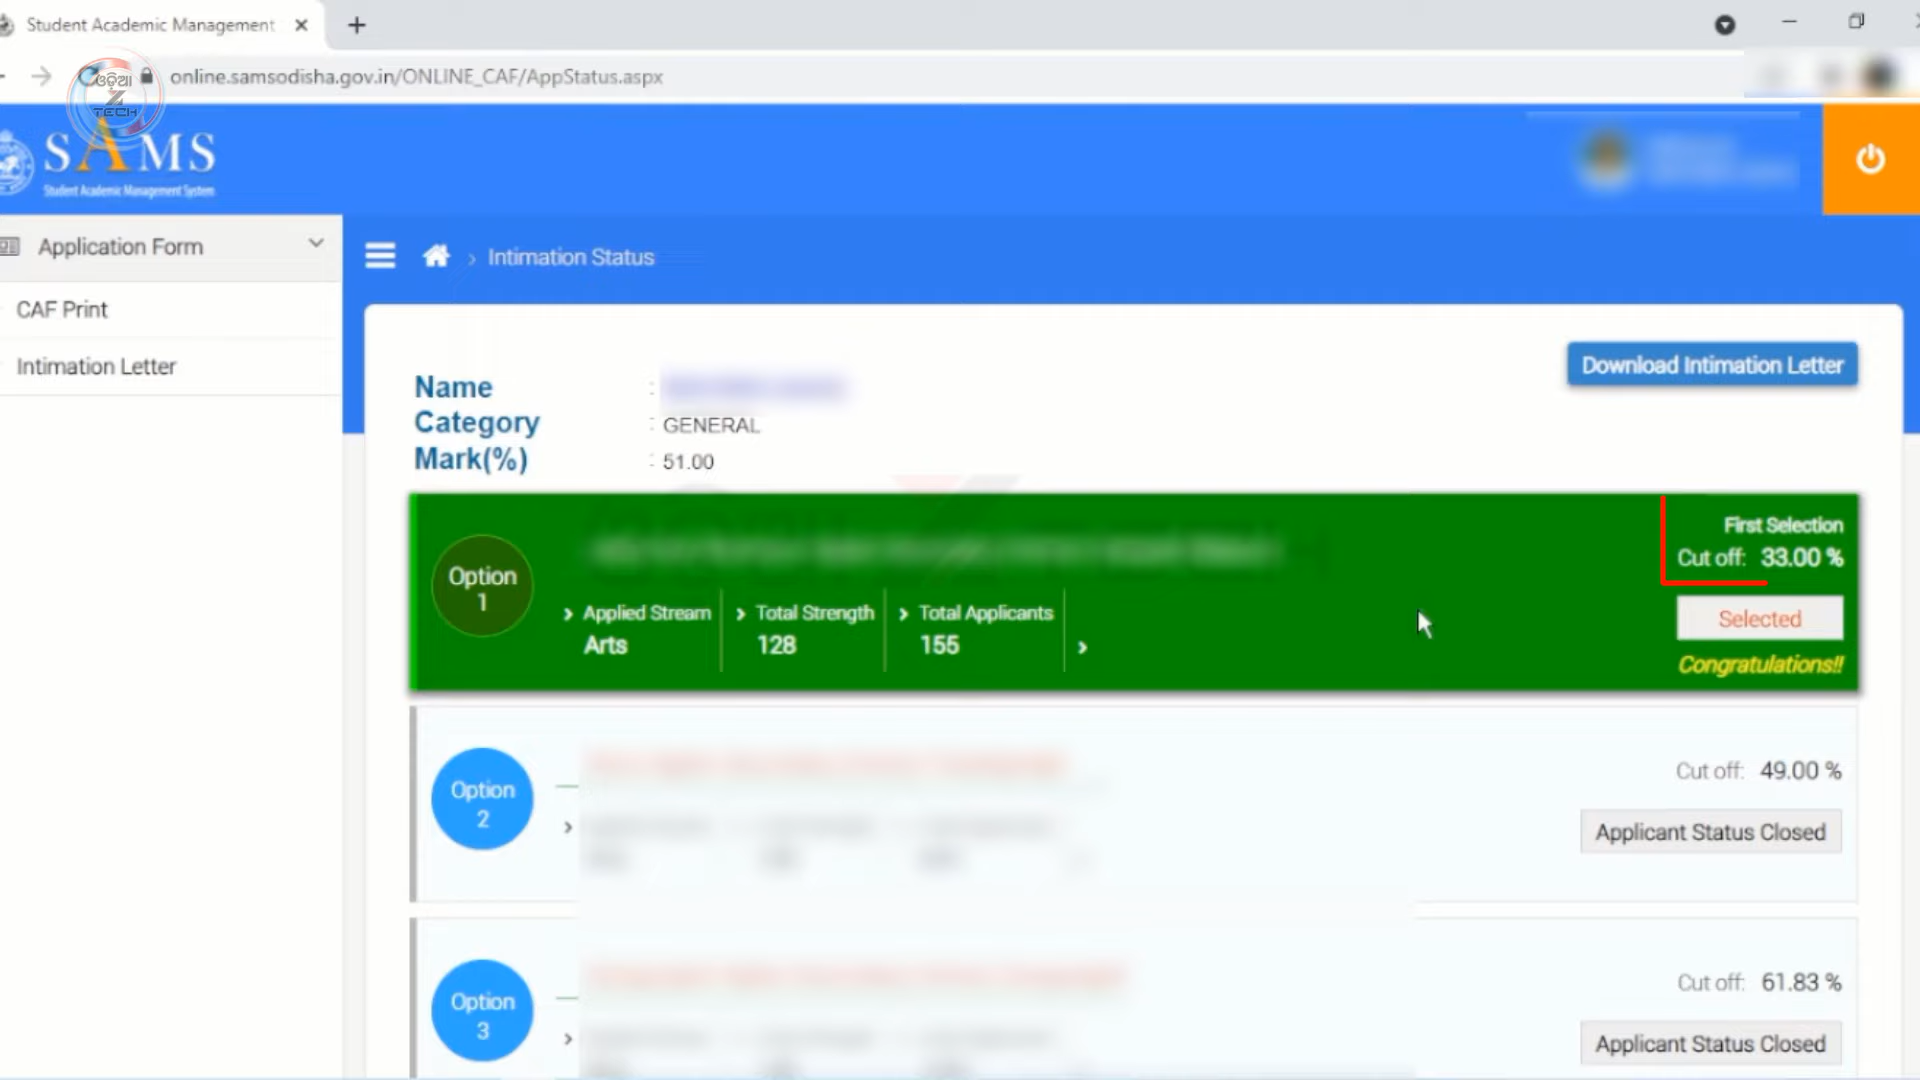 Student Academic Management
online.samsodisha.gov.in/ONLINE_CAF/AppStatus.aspx
ଓଡ଼ିଆ
Z
TECH
SAMS
Student Academic Management System
Application Form
CAF Print
Intimation Letter
Intimation Status
Download Intimation Letter
Name :
Category : GENERAL
Mark(%) : 51.00
Option
1
Applied Stream
Arts
Total Strength
128
Total Applicants
155
First Selection
Cut off: 33.00 %
Selected
Congratulations!!
Option
2
Cut off: 49.00 %
Applicant Status Closed
Option
3
Cut off: 61.83 %
Applicant Status Closed